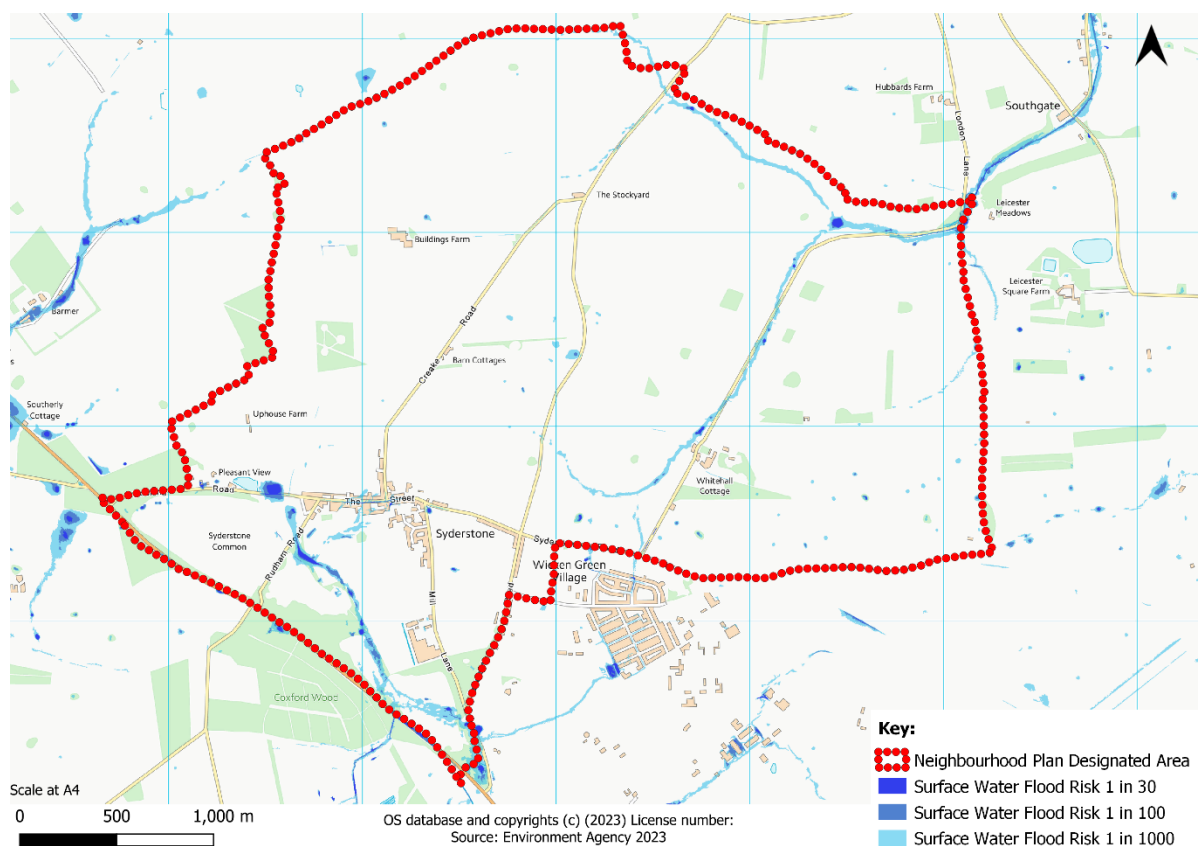 Hubbards Farm
Southgate
London
Lane
The Stockyard
Leicester
Meadows
Buildings Farm
Leicester
Square Farm
Barmer
s
Creake
Road
Barn Cottages
Southerly
Cottage
Uphouse Farm
Pleasant View
Road
The
Street
Whitehall
Cottage
Syderstone
Common
Rudham Road
Syderstone
Wicken Green
Village
Mill
Lane
Coxford Wood
Key:
Neighbourhood Plan Designated Area
Surface Water Flood Risk 1 in 30
Surface Water Flood Risk 1 in 100
Surface Water Flood Risk 1 in 1000
Scale at A4
0 500 1,000 m
OS database and copyrights (c) (2023) License number:
Source: Environment Agency 2023